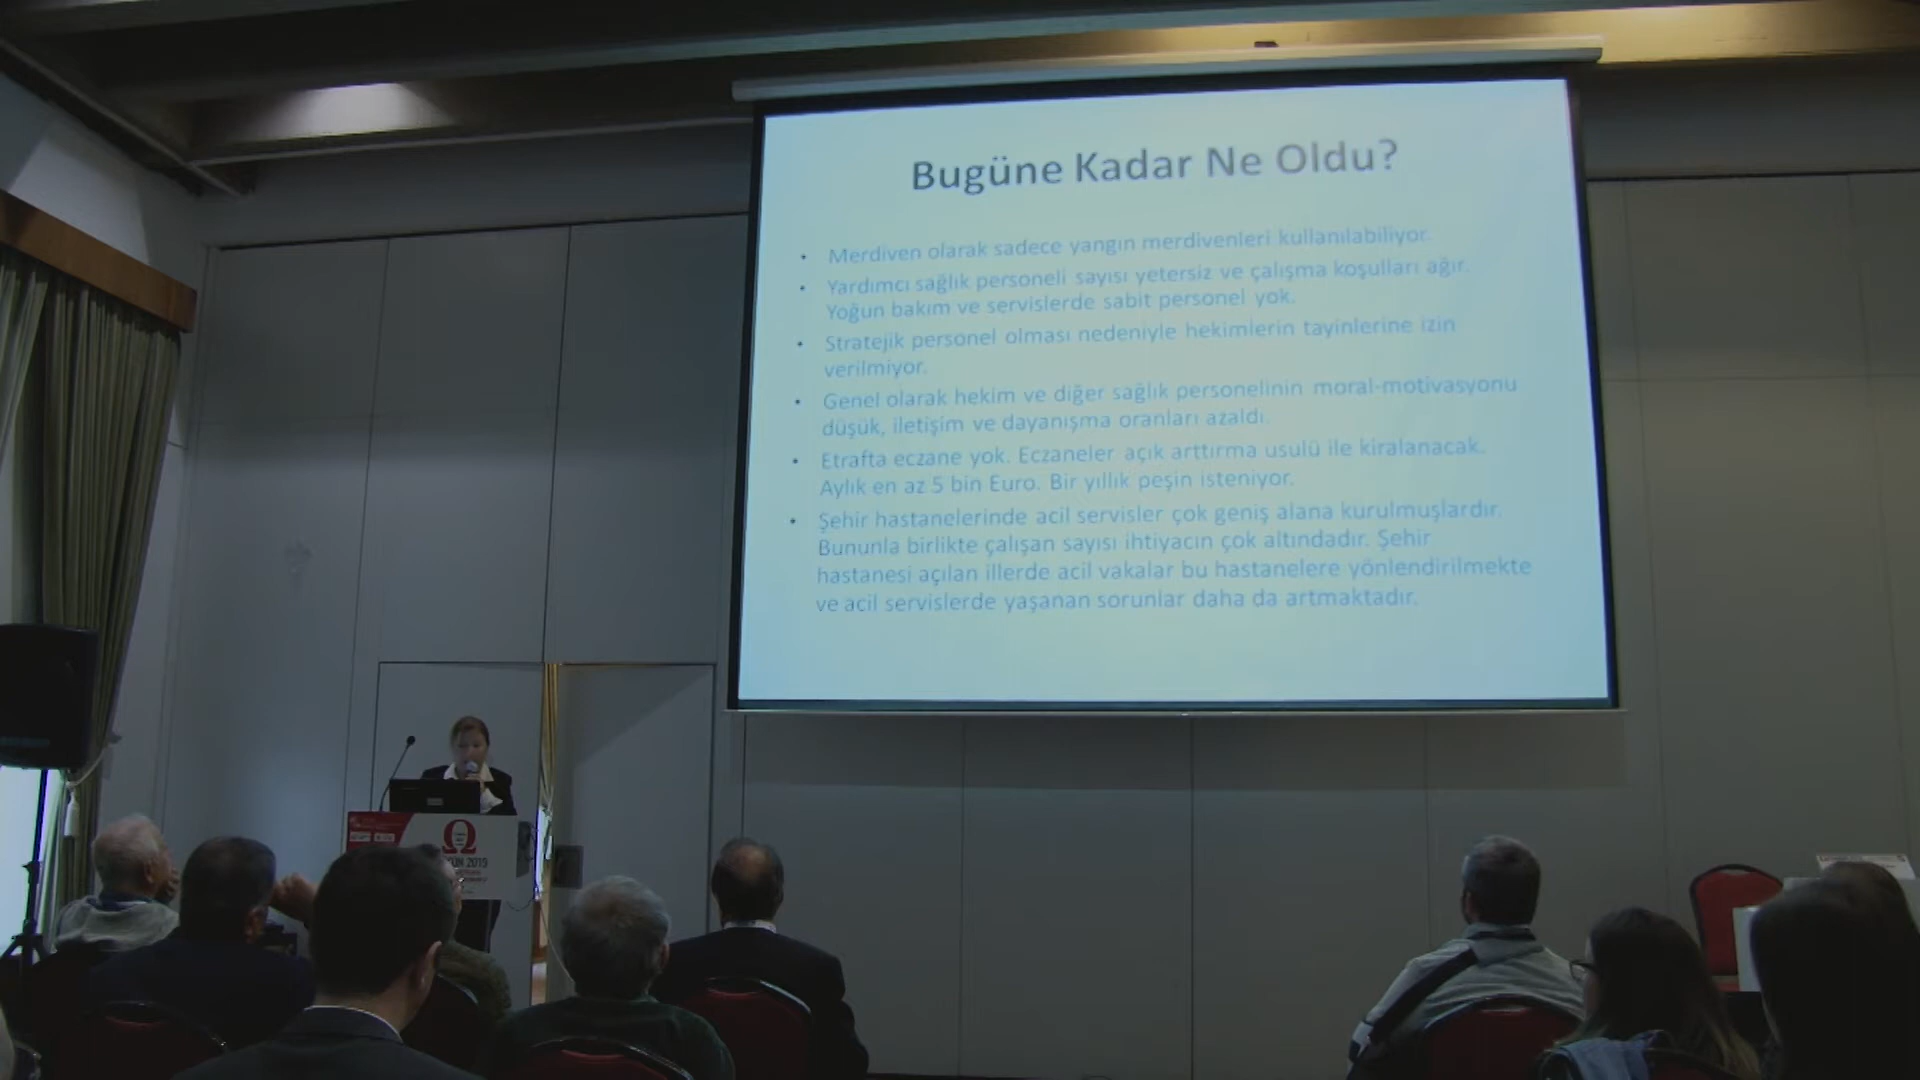 Bugüne Kadar Ne Oldu?
• Merdiven olarak sadece yangın merdivenleri kullanılabiliyor.
• Yardımcı sağlık personeli sayısı yetersiz ve çalışma koşulları ağır.
Yoğun bakım ve servislerde sabit personel yok.
• Stratejik personel olması nedeniyle hekimlerin tayinlerine izin
verilmiyor.
• Genel olarak hekim ve diğer sağlık personelinin moral-motivasyonu
düşük, iletişim ve dayanışma oranları azaldı.
• Etrafta eczane yok. Eczaneler açık arttırma usulü ile kiralanacak.
Aylık en az 5 bin Euro. Bir yıllık peşin isteniyor.
• Şehir hastanelerinde acil servisler çok geniş alana kurulmuşlardır.
Bununla birlikte çalışan sayısı ihtiyacın çok altındadır. Şehir
hastanesi açılan illerde acil vakalar bu hastanelere yönlendirilmekte
ve acil servislerde yaşanan sorunlar daha da artmaktadır.
2019